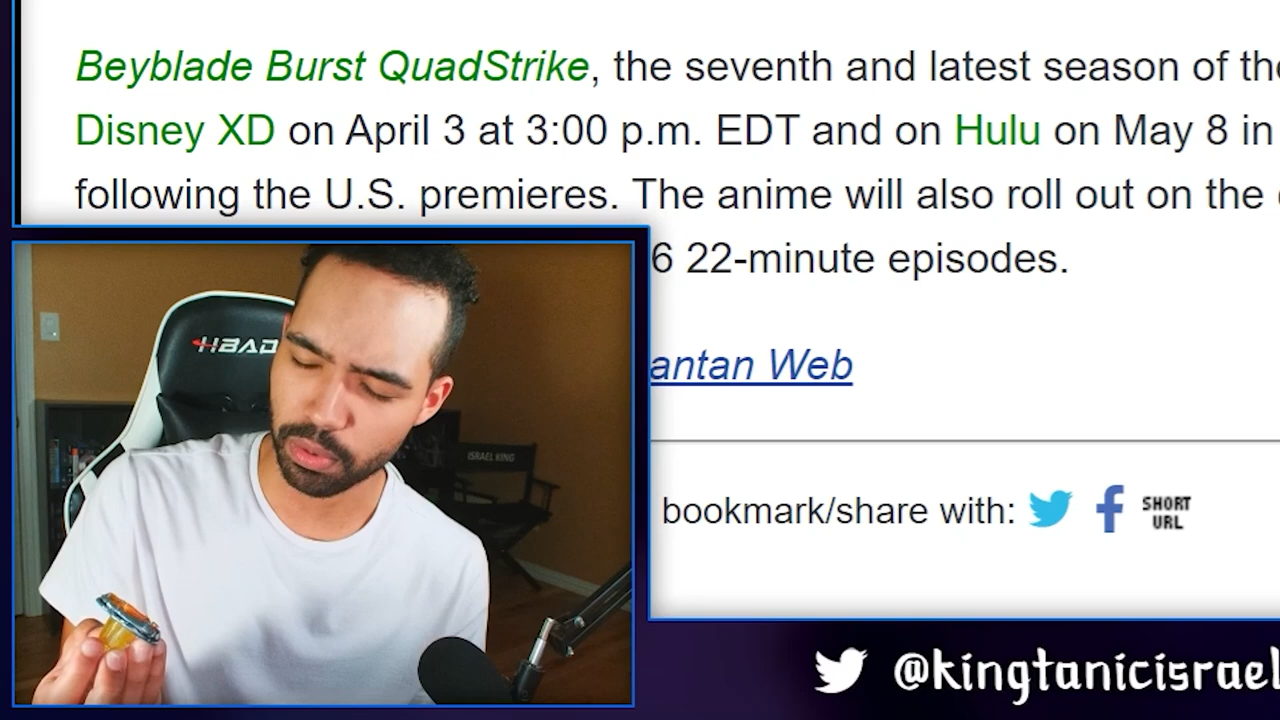 Beyblade Burst QuadStrike, the seventh and latest season of the
Disney XD on April 3 at 3:00 p.m. EDT and on Hulu on May 8 in
following the U.S. premieres. The anime will also roll out on the
6 22-minute episodes.
antan Web
HBAD
ISRAEL KING
bookmark/share with:
SHORT
URL
@kingtanicisrael